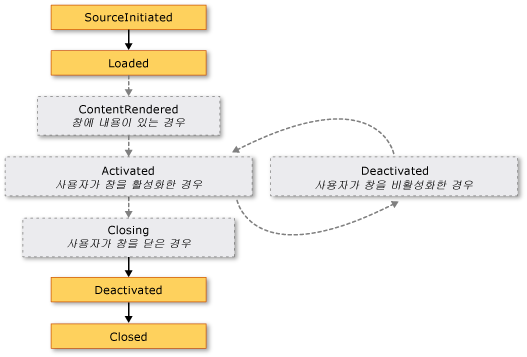 SourceInitiated
Loaded
ContentRendered
창에 내용이 있는 경우
Activated
사용자가 창을 활성화한 경우
Deactivated
사용자가 창을 비활성화한 경우
Closing
사용자가 창을 닫은 경우
Deactivated
Closed